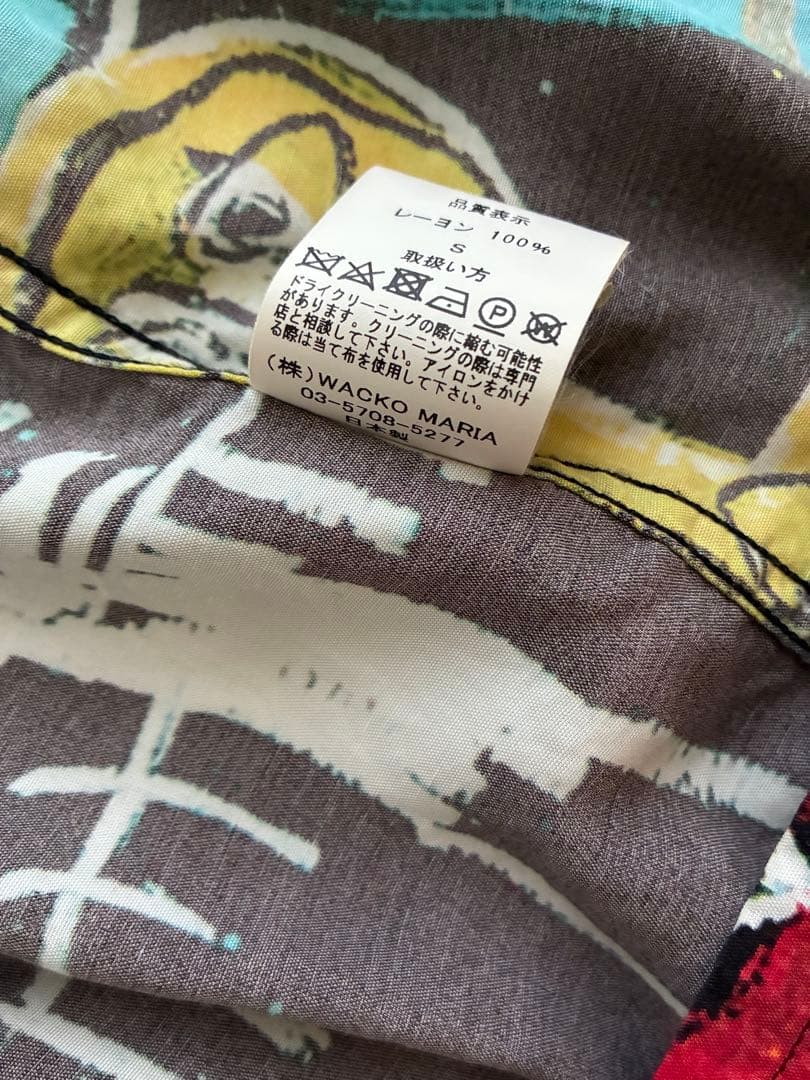 品質表示
レーヨン 100%
S
取扱い方
ドライクリーニングの際に縮む可能性
があります。クリーニングの際は専門
店と相談して下さい。アイロンをかけ
る際は当て布を使用して下さい。
(株)WACKO MARIA
03-5708-5277
日本製